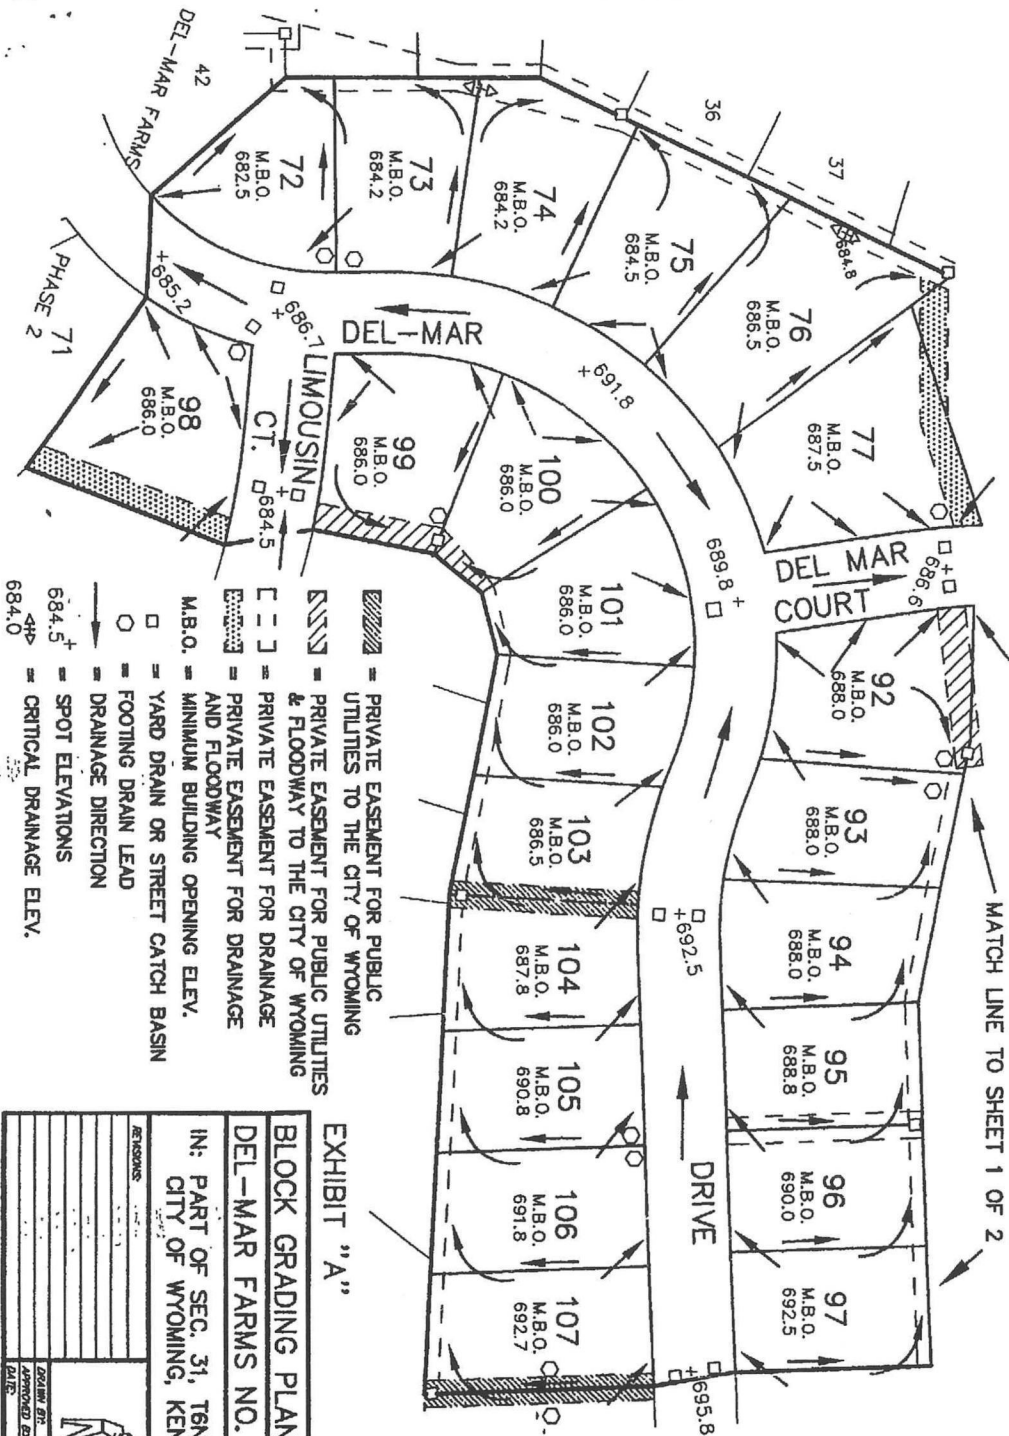 MATCH LINE TO SHEET 1 OF 2
36
37
42
DEL-MAR FARMS
PHASE 2
71
72
M.B.O.
682.5
73
M.B.O.
684.2
74
M.B.O.
684.2
75
M.B.O.
684.5
76
M.B.O.
686.5
77
M.B.O.
687.5
684.8
92
M.B.O.
688.0
93
M.B.O.
688.0
94
M.B.O.
688.0
95
M.B.O.
688.8
96
M.B.O.
690.0
97
M.B.O.
692.5
98
M.B.O.
686.0
99
M.B.O.
686.0
100
M.B.O.
686.0
101
M.B.O.
686.0
102
M.B.O.
686.0
103
M.B.O.
686.5
104
M.B.O.
687.8
105
M.B.O.
690.8
106
M.B.O.
691.8
107
M.B.O.
692.7
DEL-MAR
DRIVE
LIMOUSIN
CT.
DEL MAR
COURT
+685.2
686.7+
+684.5
+691.8
689.8+
+686.6
+692.5
+695.8
= PRIVATE EASEMENT FOR PUBLIC
UTILITIES TO THE CITY OF WYOMING
= PRIVATE EASEMENT FOR PUBLIC UTILITIES
& FLOODWAY TO THE CITY OF WYOMING
= PRIVATE EASEMENT FOR DRAINAGE
= PRIVATE EASEMENT FOR DRAINAGE
AND FLOODWAY
M.B.O. = MINIMUM BUILDING OPENING ELEV.
= YARD DRAIN OR STREET CATCH BASIN
= FOOTING DRAIN LEAD
= DRAINAGE DIRECTION
684.5+ = SPOT ELEVATIONS
684.0 = CRITICAL DRAINAGE ELEV.
EXHIBIT "A"
BLOCK GRADING PLAN
DEL-MAR FARMS NO.
IN: PART OF SEC. 31, T6N
CITY OF WYOMING, KEN
REVISIONS:
DRAWN BY:
APPROVED BY:
DATE: